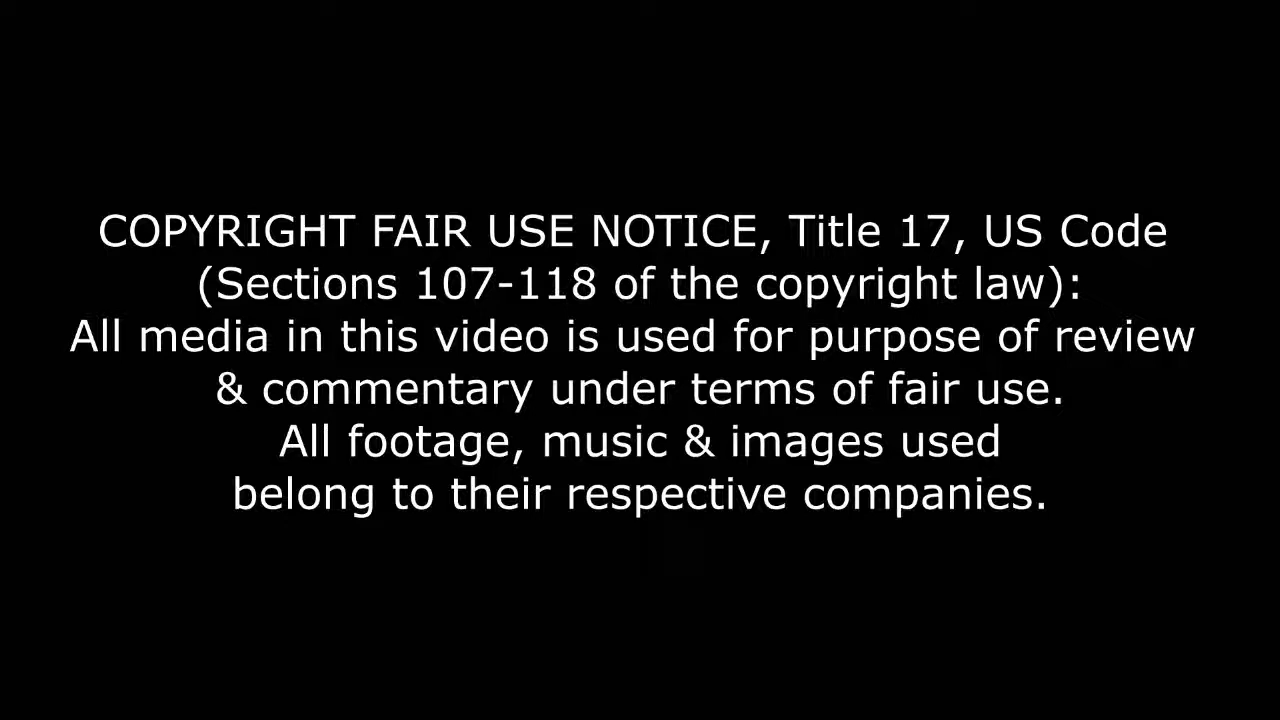 COPYRIGHT FAIR USE NOTICE, Title 17, US Code
(Sections 107-118 of the copyright law):
All media in this video is used for purpose of review
& commentary under terms of fair use.
All footage, music & images used
belong to their respective companies.